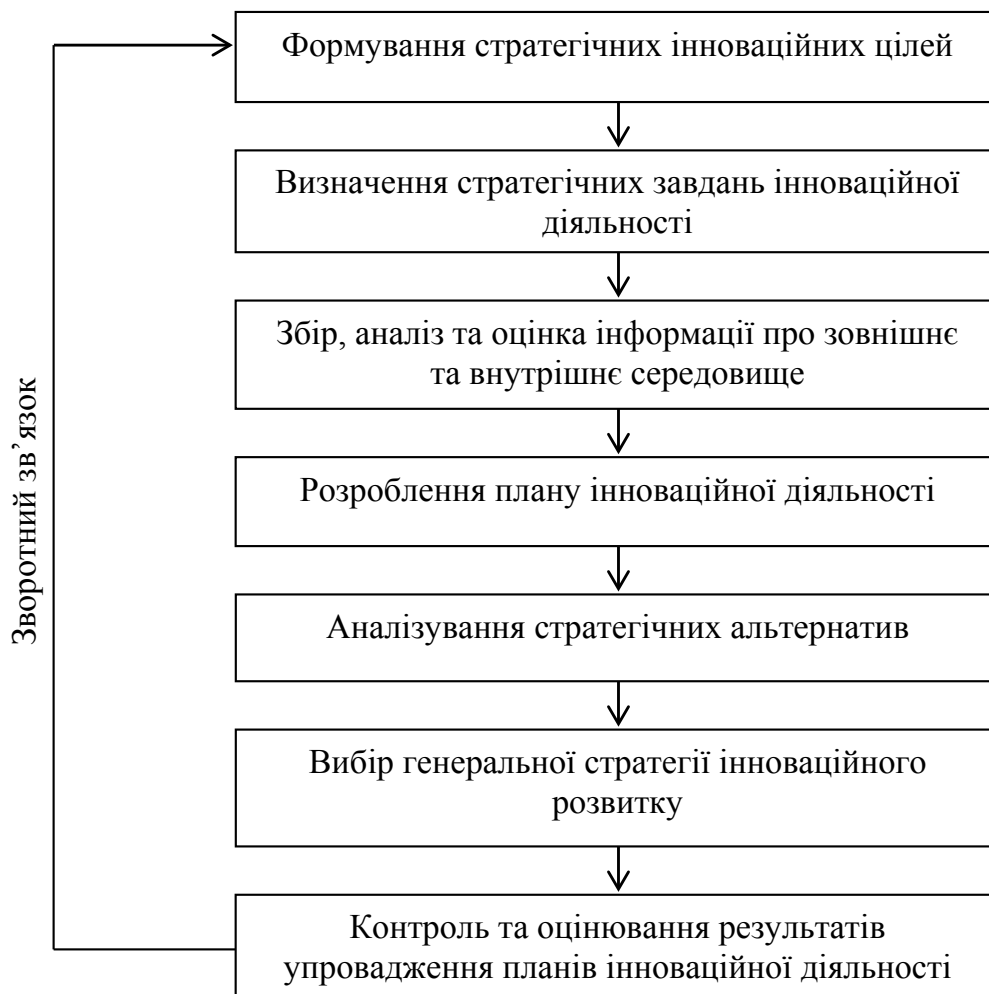 Формування стратегічних інноваційних цілей
Визначення стратегічних завдань інноваційної
діяльності
Збір, аналіз та оцінка інформації про зовнішнє
та внутрішнє середовище
Розроблення плану інноваційної діяльності
Аналізування стратегічних альтернатив
Вибір генеральної стратегії інноваційного
розвитку
Контроль та оцінювання результатів
упровадження планів інноваційної діяльності
Зворотний зв’язок